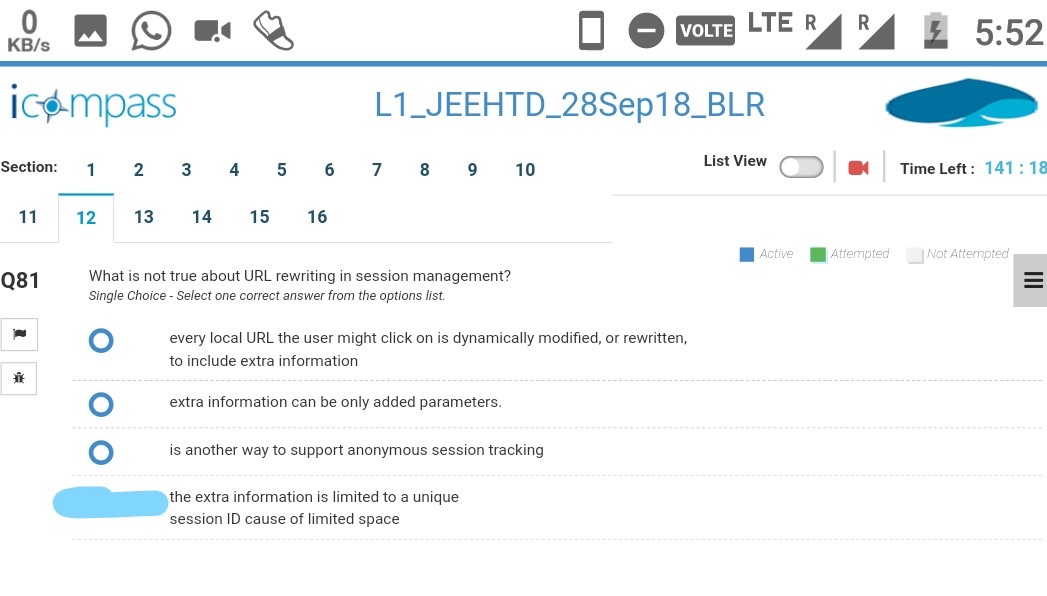 0
KB/s
VOLTE LTE R R 5:52
icompass
L1_JEEHTD_28Sep18_BLR
Section: 1 2 3 4 5 6 7 8 9 10
List View
Time Left : 141 : 18
11 12 13 14 15 16
Active Attempted Not Attempted
Q81
What is not true about URL rewriting in session management?
Single Choice - Select one correct answer from the options list.
every local URL the user might click on is dynamically modified, or rewritten,
to include extra information
extra information can be only added parameters.
is another way to support anonymous session tracking
the extra information is limited to a unique
session ID cause of limited space